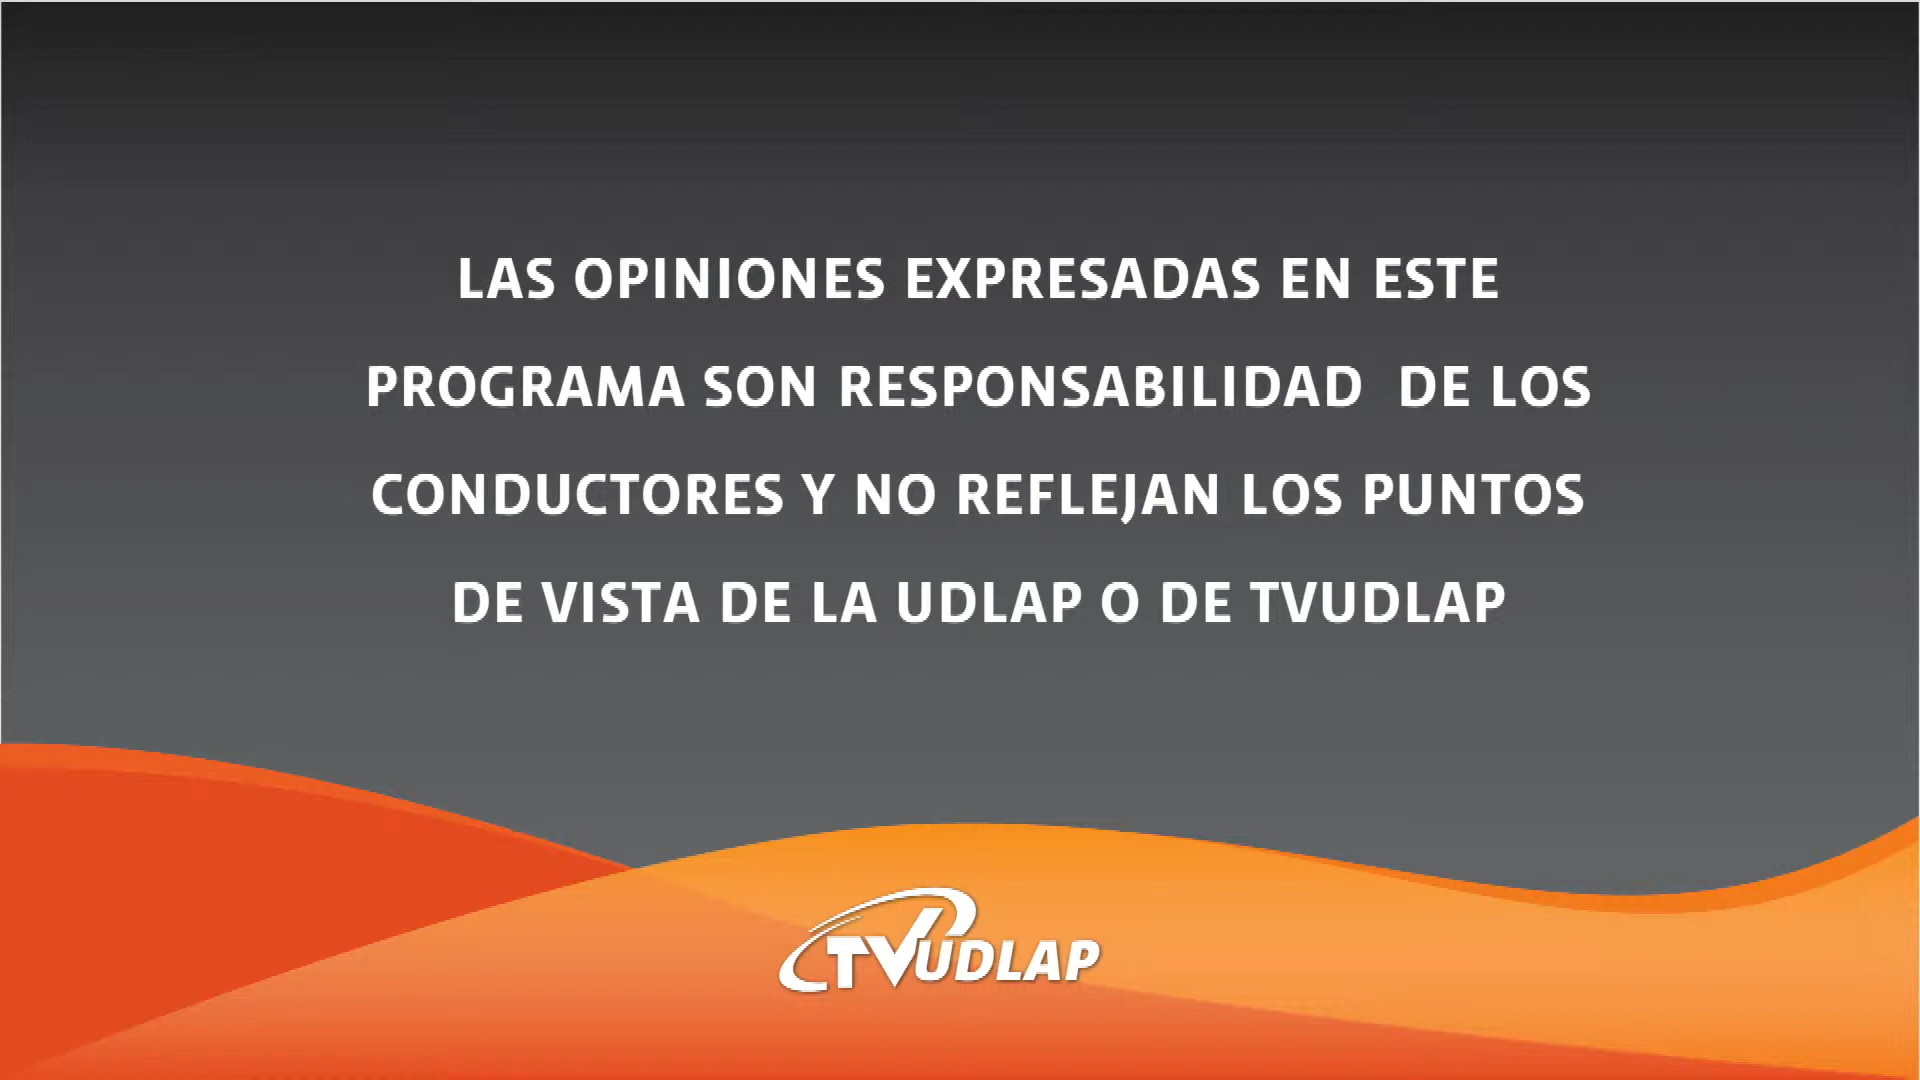 LAS OPINIONES EXPRESADAS EN ESTE
PROGRAMA SON RESPONSABILIDAD DE LOS
CONDUCTORES Y NO REFLEJAN LOS PUNTOS
DE VISTA DE LA UDLAP O DE TVUDLAP
TVUDLAP